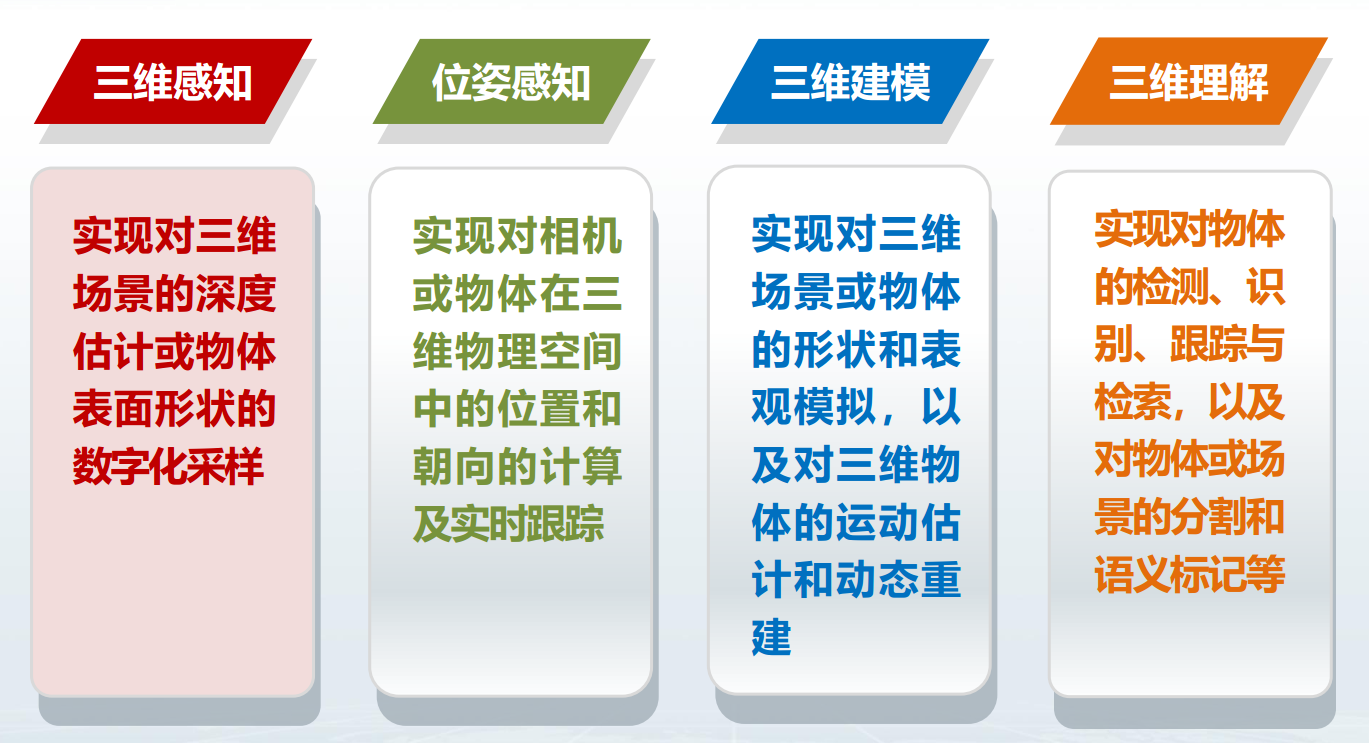 三维感知
实现对三维
场景的深度
估计或物体
表面形状的
数字化采样
位姿感知
实现对相机
或物体在三
维物理空间
中的位置和
朝向的计算
及实时跟踪
三维建模
实现对三维
场景或物体
的形状和表
观模拟，以
及对三维物
体的运动估
计和动态重
建
三维理解
实现对物体
的检测、识
别、跟踪与
检索，以及
对物体或场
景的分割和
语义标记等